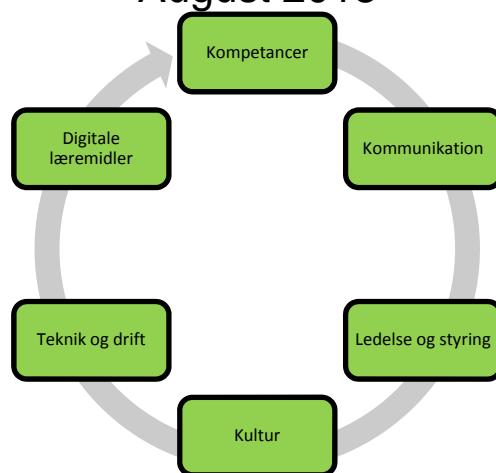 Kompetancer
Kommunikation
Ledelse og styring
Kultur
Teknik og drift
Digitale
læremidler